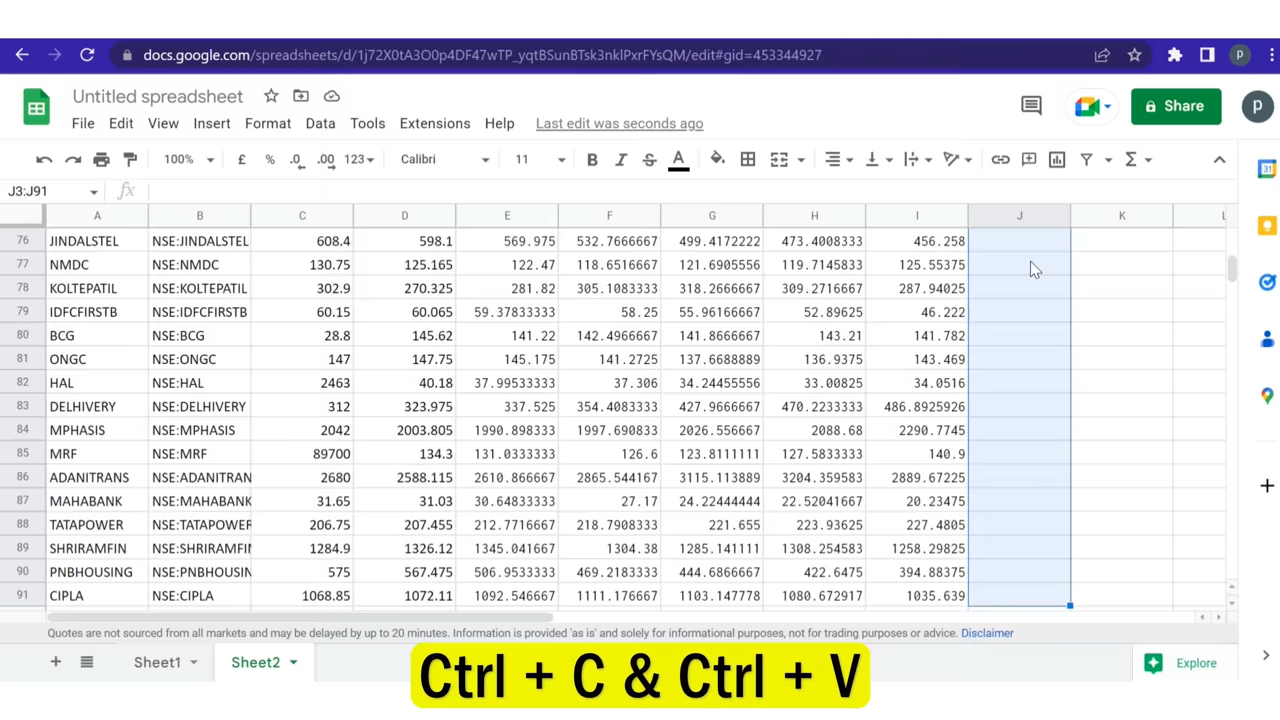 docs.google.com/spreadsheets/d/1j72X0tA3O0p4DF47wTP_yqtBSunBTsk3nklPxrFYsQM/edit#gid=453344927
p
Untitled spreadsheet
Share
p
File Edit View Insert Format Data Tools Extensions Help Last edit was seconds ago
100% £ % .0 .00 123 Calibri 11 B I S A Σ
J3:J91 fx
31
A B C D E F G H I J K L
76 JINDALSTEL NSE:JINDALSTEL 608.4 598.1 569.975 532.7666667 499.4172222 473.4008333 456.258
77 NMDC NSE:NMDC 130.75 125.165 122.47 118.6516667 121.6905556 119.7145833 125.55375
78 KOLTEPATIL NSE:KOLTEPATIL 302.9 270.325 281.82 305.1083333 318.2666667 309.2716667 287.94025
79 IDFCFIRSTB NSE:IDFCFIRSTB 60.15 60.065 59.37833333 58.25 55.96166667 52.89625 46.222
80 BCG NSE:BCG 28.8 145.62 141.22 142.4966667 141.8666667 143.21 141.782
81 ONGC NSE:ONGC 147 147.75 145.175 141.2725 137.6688889 136.9375 143.469
82 HAL NSE:HAL 2463 40.18 37.99533333 37.306 34.24455556 33.00825 34.0516
83 DELHIVERY NSE:DELHIVERY 312 323.975 337.525 354.4083333 427.9666667 470.2233333 486.8925926
84 MPHASIS NSE:MPHASIS 2042 2003.805 1990.898333 1997.690833 2026.556667 2088.68 2290.7745
85 MRF NSE:MRF 89700 134.3 131.0333333 126.6 123.8111111 127.5833333 140.9
86 ADANITRANS NSE:ADANITRAN 2680 2588.115 2610.866667 2865.544167 3115.113889 3204.359583 2889.67225
87 MAHABANK NSE:MAHABANK 31.65 31.03 30.648333333 27.17 24.22444444 22.52041667 20.23475
88 TATAPOWER NSE:TATAPOWER 206.75 207.455 212.7716667 218.7908333 221.655 223.93625 227.4805
89 SHRIRAMFIN NSE:SHRIRAMFIN 1284.9 1326.12 1345.041667 1304.38 1285.141111 1308.254583 1258.29825
90 PNBHOUSING NSE:PNBHOUSIN 575 567.475 506.9533333 469.2183333 444.6866667 422.6475 394.88375
91 CIPLA NSE:CIPLA 1068.85 1072.11 1092.546667 1111.176667 1103.147778 1080.672917 1035.639
Quotes are not sourced from all markets and may be delayed by up to 20 minutes. Information is provided 'as is' and solely for informational purposes, not for trading purposes or advice. Disclaimer
Sheet1 Sheet2 Explore
Ctrl + C & Ctrl + V